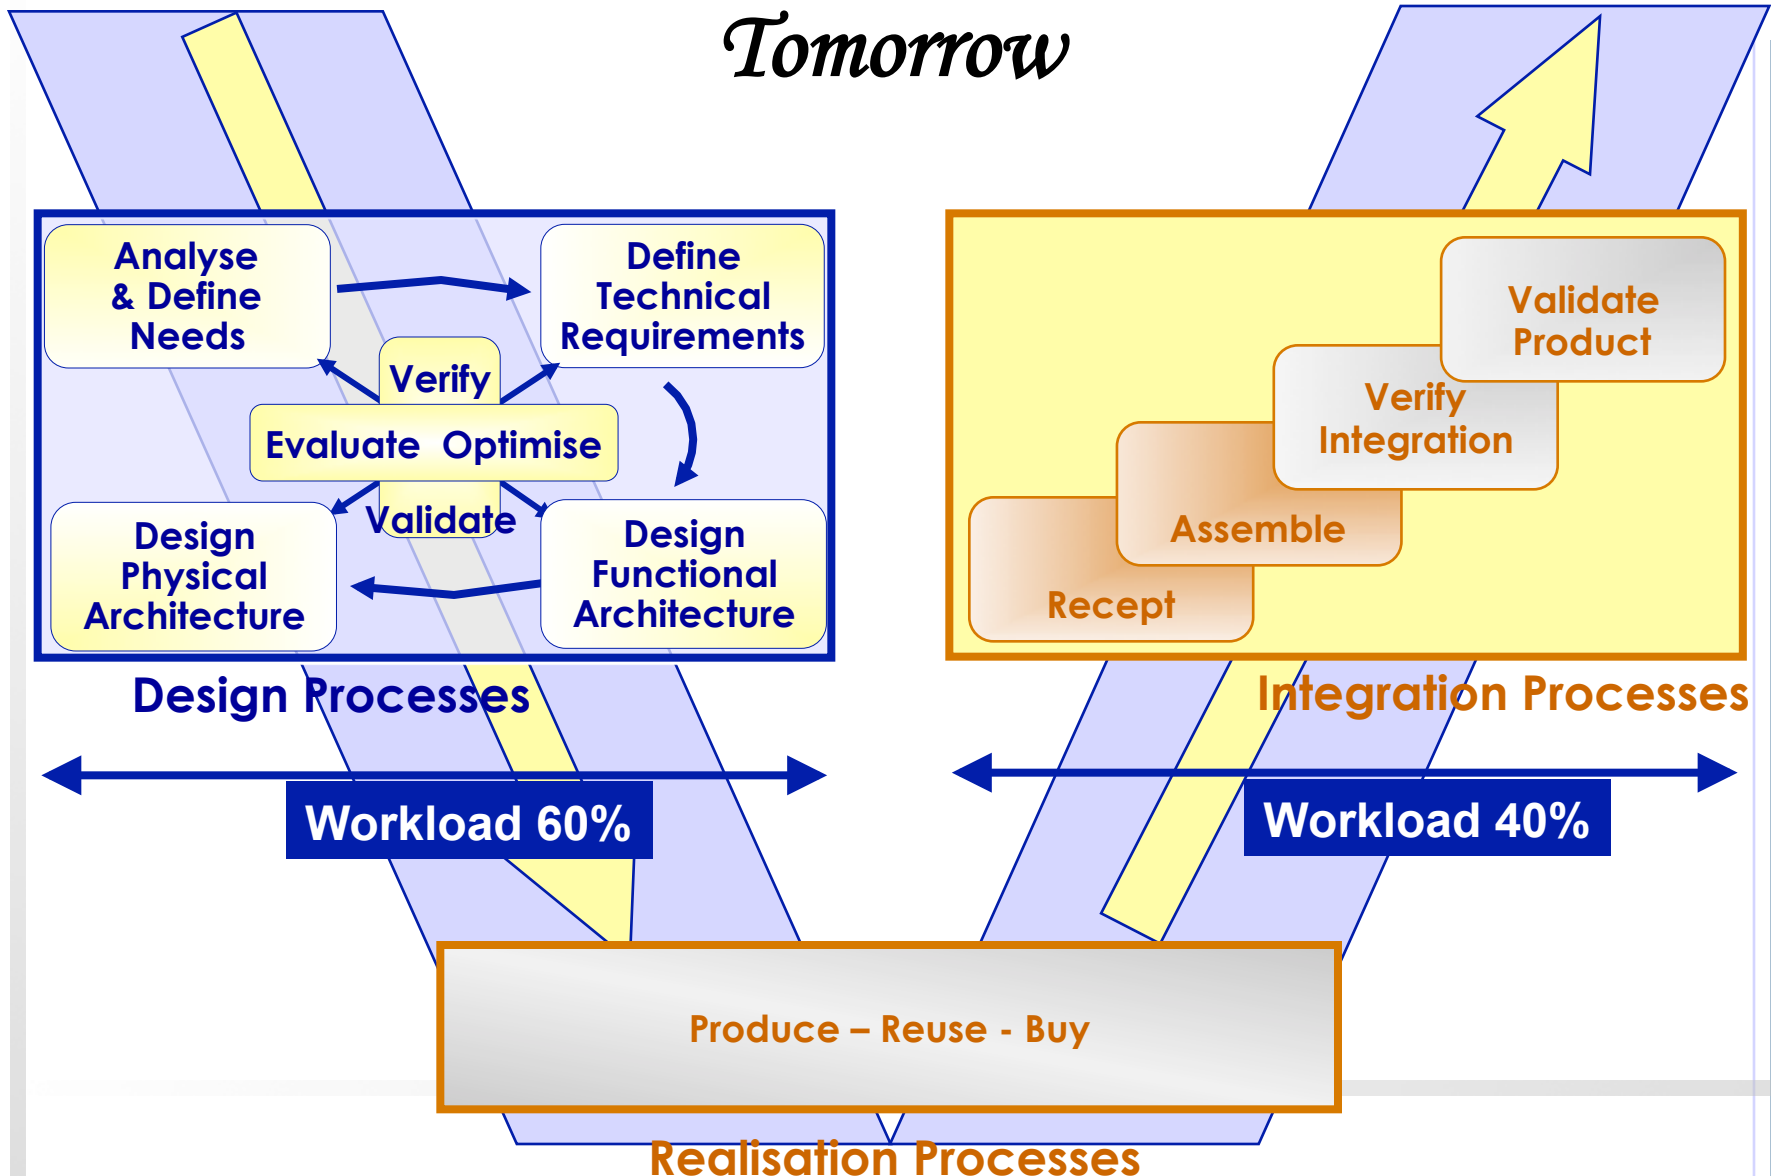 Tomorrow
Analyse
& Define
Needs
Define
Technical
Requirements
Verify
Evaluate Optimise
Validate
Design
Physical
Architecture
Design
Functional
Architecture
Design Processes
Workload 60%
Validate
Product
Verify
Integration
Assemble
Recept
Integration Processes
Workload 40%
Produce – Reuse - Buy
Realisation Processes